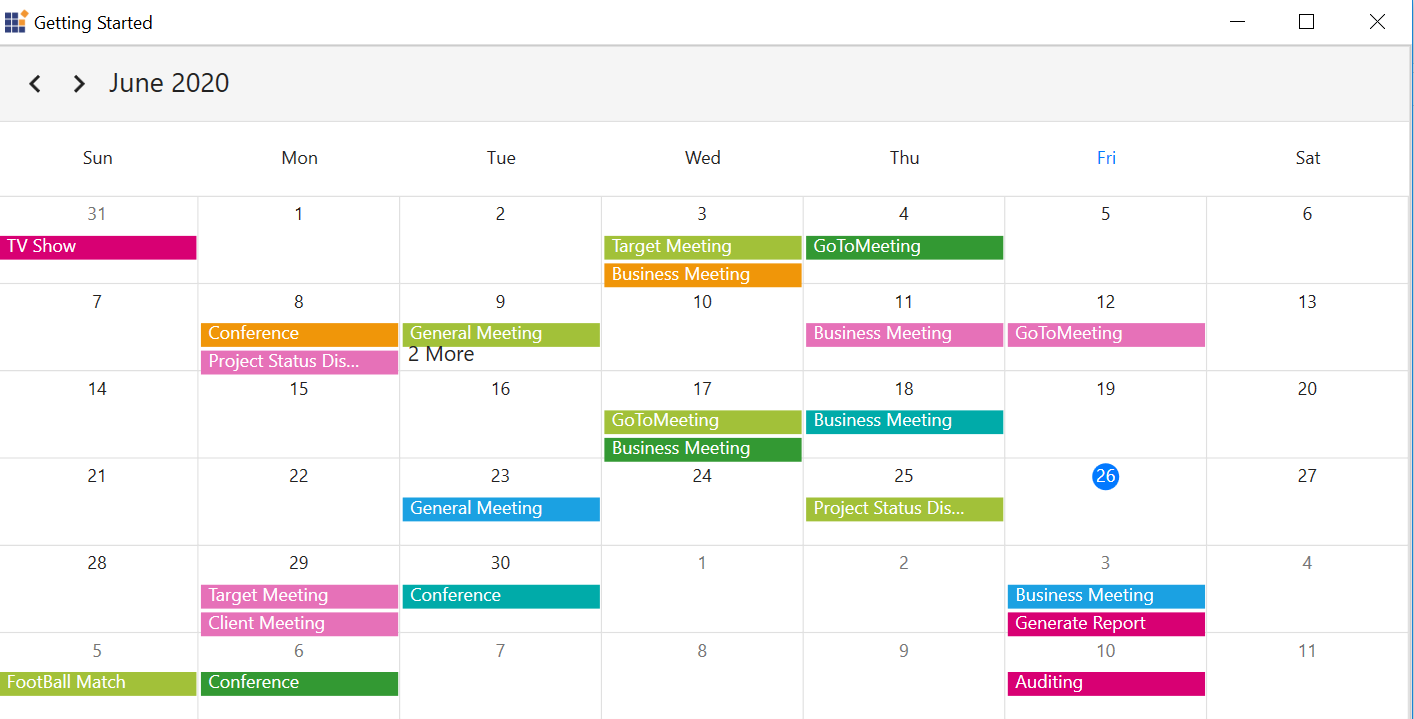 Getting Started
June 2020
Sun Mon Tue Wed Thu Fri Sat
31 1 2 3 4 5 6
TV Show Target Meeting GoToMeeting
Business Meeting
7 8 9 10 11 12 13
Conference General Meeting Business Meeting GoToMeeting
Project Status Dis... 2 More
14 15 16 17 18 19 20
GoToMeeting Business Meeting
Business Meeting
21 22 23 24 25 26 27
General Meeting Project Status Dis...
28 29 30 1 2 3 4
Target Meeting Conference Business Meeting
Client Meeting Generate Report
5 6 7 8 9 10 11
FootBall Match Conference Auditing